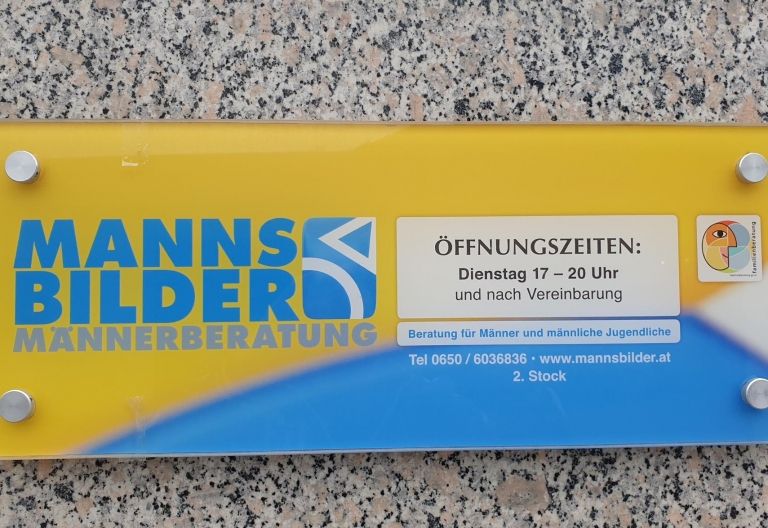 MANNS
BILDER
MÄNNERBERATUNG
ÖFFNUNGSZEITEN:
Dienstag 17 – 20 Uhr
und nach Vereinbarung
Beratung für Männer und männliche Jugendliche
Tel 0650 / 6036836 · www.mannsbilder.at
2. Stock
familienberatung